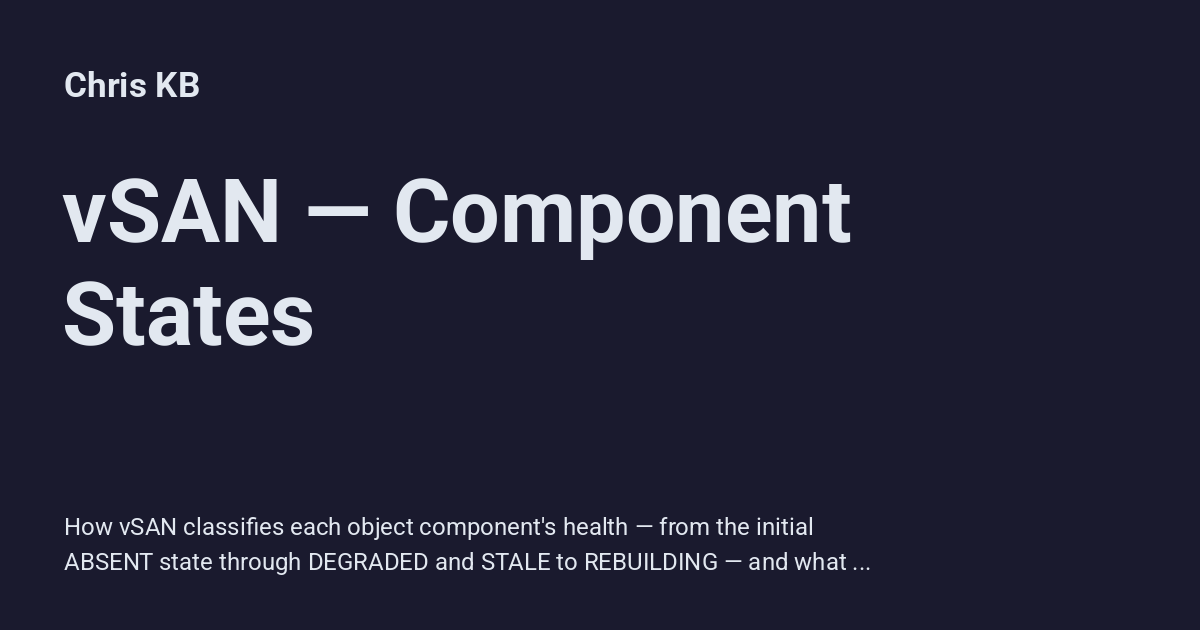 Chris KB
vSAN — Component
States
How vSAN classifies each object component's health — from the initial
ABSENT state through DEGRADED and STALE to REBUILDING — and what ...